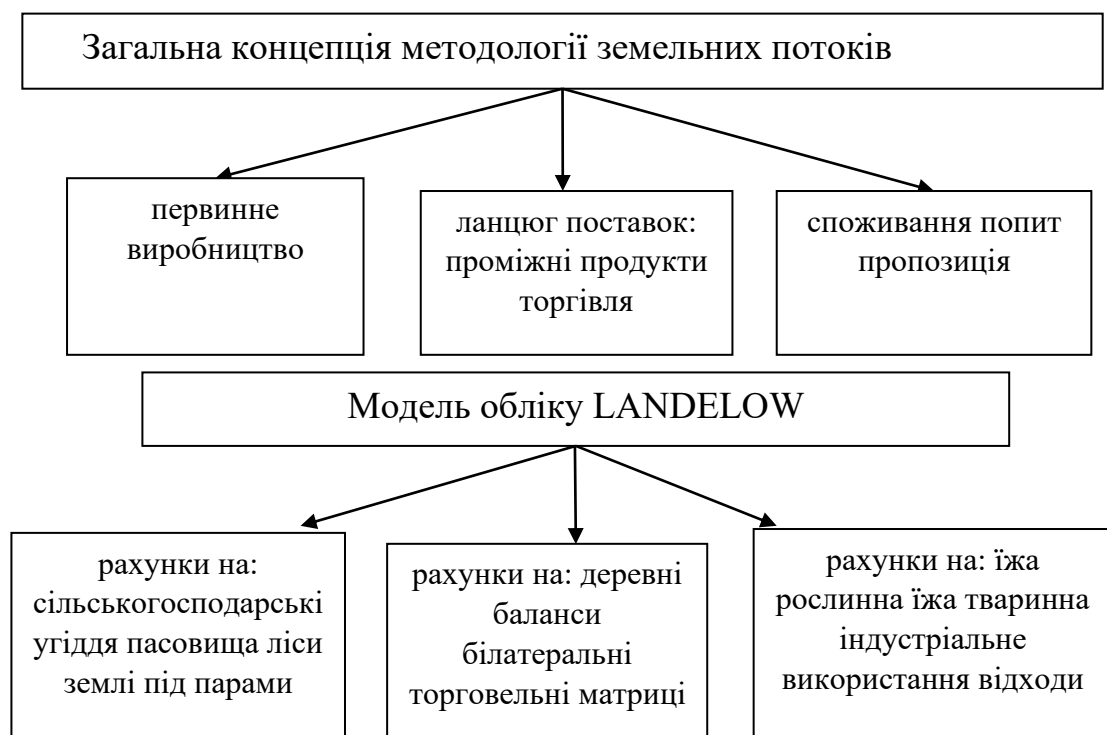 Загальна концепція методології земельних потоків
первинне
виробництво
ланцюг поставок:
проміжні продукти
торгівля
споживання попит
пропозиція
Модель обліку LANDELOW
рахунки на:
сільськогосподарські
угіддя пасовища ліси
землі під парами
рахунки на: деревні
баланси
білатеральні
торговельні матриці
рахунки на: їжа
рослинна їжа тваринна
індустріальне
використання відходи